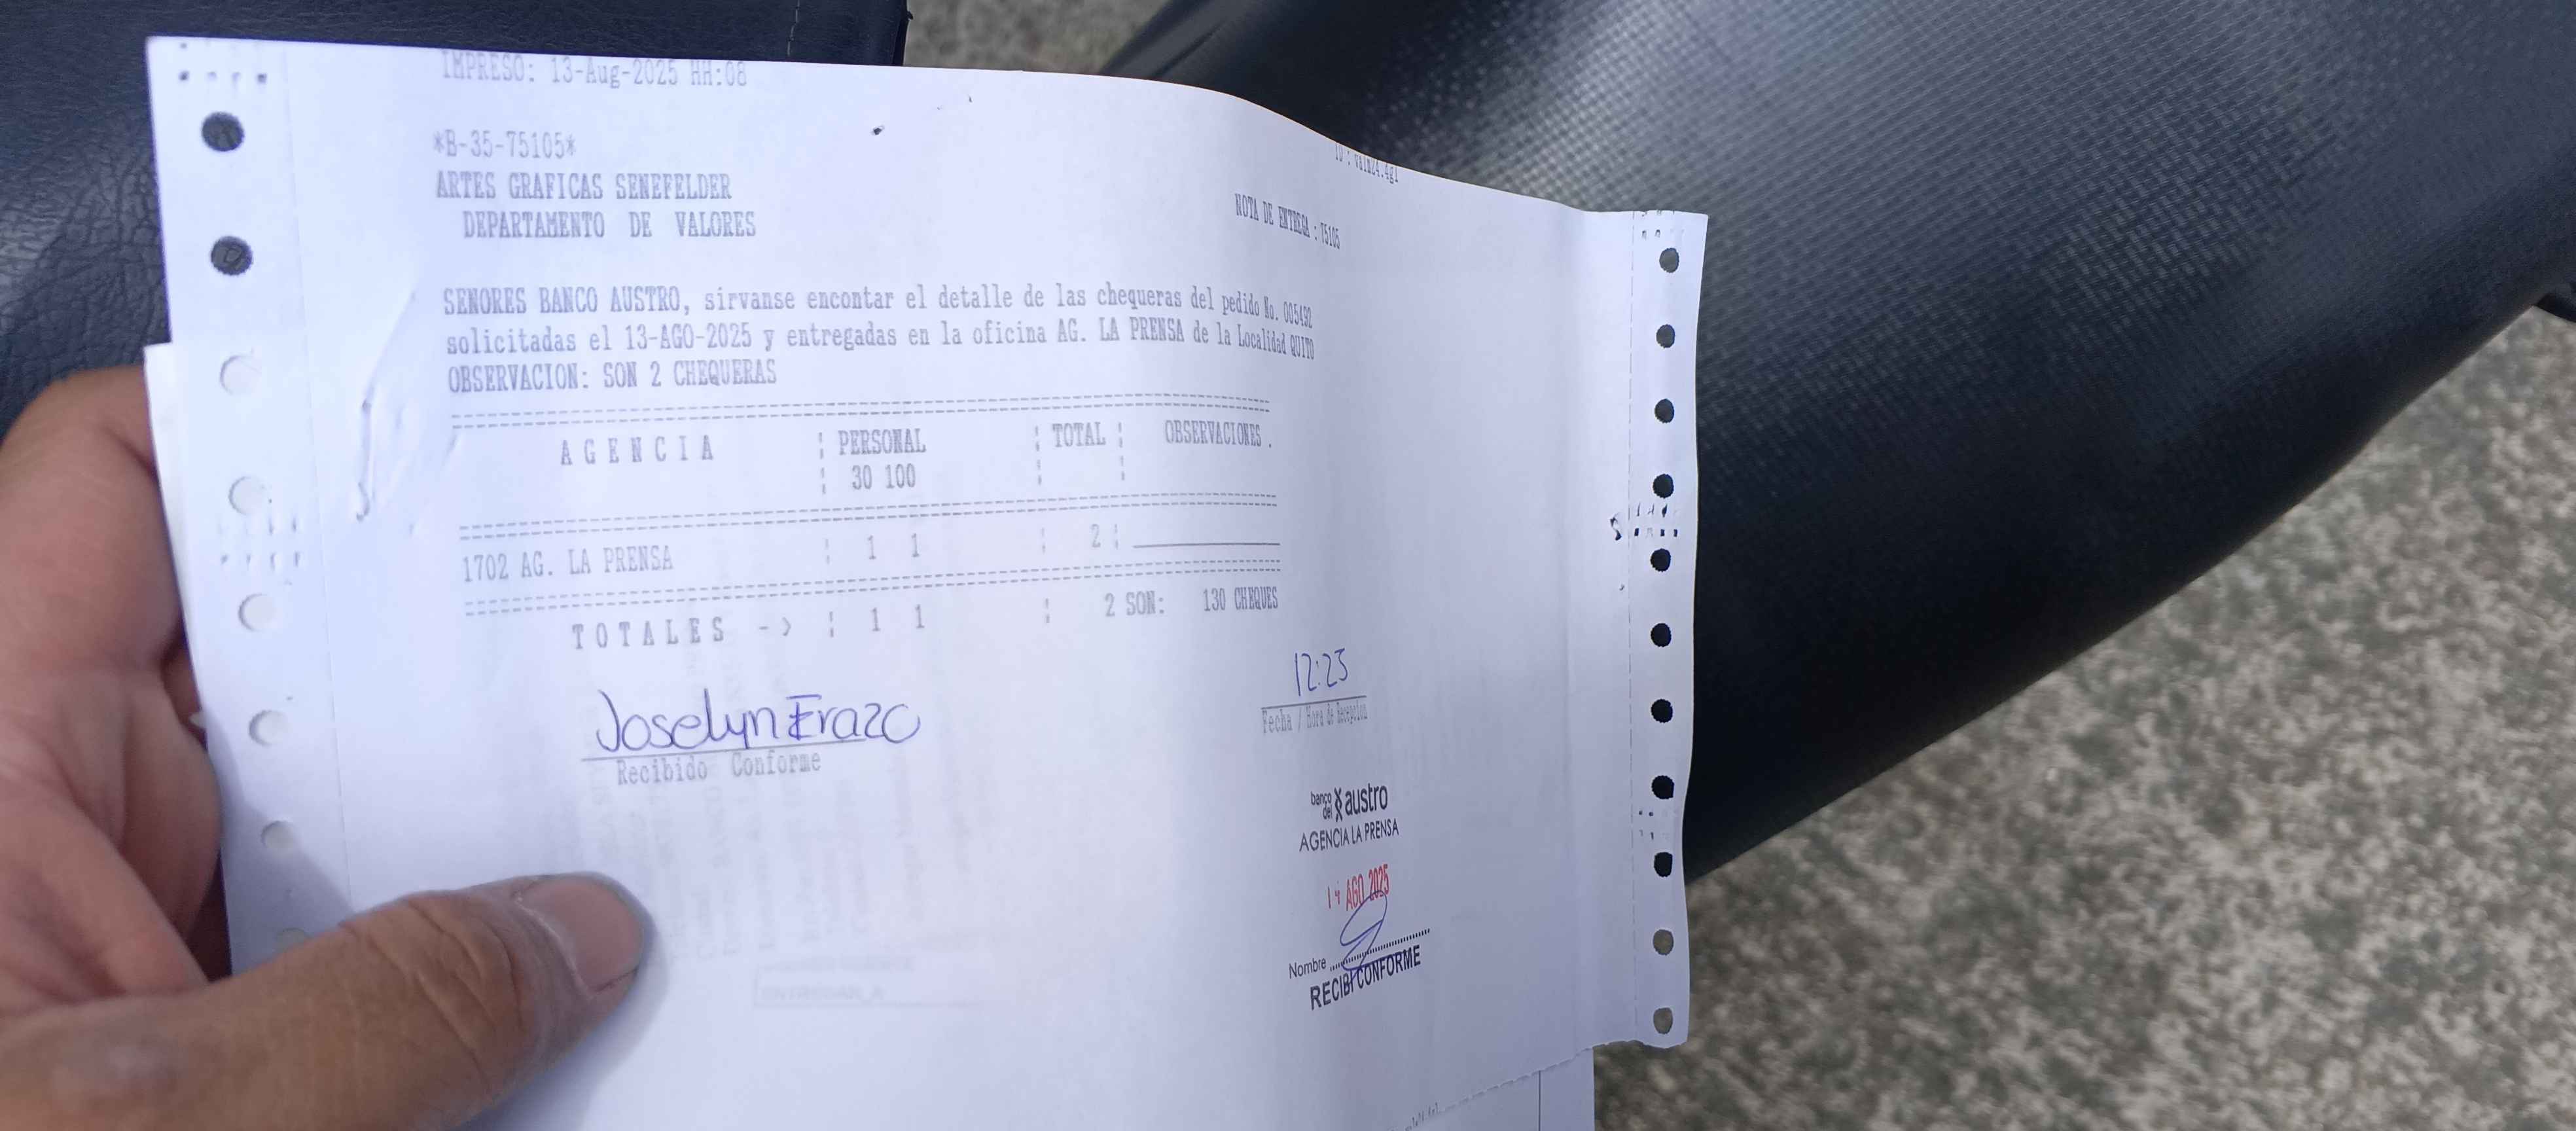 IMPRESO: 13-Aug-2025 HH:08
*B-35-75105*
ARTES GRAFICAS SENEFELDER
DEPARTAMENTO DE VALORES
NOTA DE ENTREGA : 75105
SENORES BANCO AUSTRO, sirvanse encontar el detalle de las chequeras del pedido No. 005492
solicitadas el 13-AGO-2025 y entregadas en la oficina AG. LA PRENSA de la Localidad QUITO
OBSERVACION: SON 2 CHEQUERAS
AGENCIA ¦ PERSONAL ¦ TOTAL ¦ OBSERVACIONES.
¦ 30 100 ¦ ¦
1702 AG. LA PRENSA ¦ 1 1 ¦ 2 ¦
TOTALES -> ¦ 1 1 ¦ 2 SON: 130 CHEQUES
Joselyn Erazo
Recibido Conforme
12:23
Fecha / Hora de Recepcion
banco del austro
AGENCIA LA PRENSA
14 AGO 2025
Nombre
RECIBI CONFORME